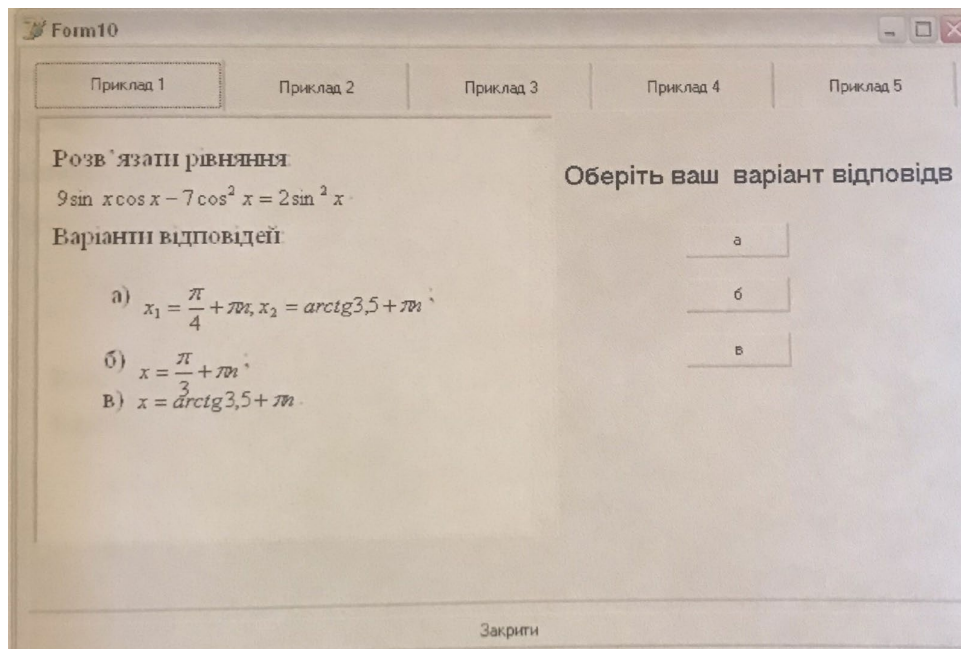 Form10
Приклад 1 Приклад 2 Приклад 3 Приклад 4 Приклад 5
Розв`язати рівняння:
9sin x cos x − 7cos² x = 2sin² x.
Варіанти відповідей:
а) x₁ = π/4 + πn, x₂ = arctg3,5 + πn;
б) x = π/3 + πn;
в) x = arctg3,5 + πn.
Оберіть ваш варіант відповідв
а
б
в
Закрити